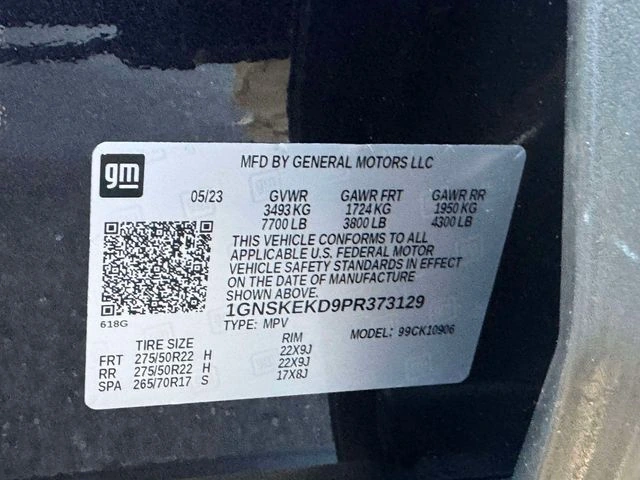 gm
MFD BY GENERAL MOTORS LLC
05/23 GVWR GAWR FRT GAWR RR
3493 KG 1724 KG 1950 KG
7700 LB 3800 LB 4300 LB
THIS VEHICLE CONFORMS TO ALL
APPLICABLE U.S. FEDERAL MOTOR
VEHICLE SAFETY STANDARDS IN EFFECT
ON THE DATE OF MANUFACTURE
SHOWN ABOVE.
618G
1GNSKEKD9PR373129
TYPE: MPV MODEL: 99CK10906
TIRE SIZE RIM
FRT 275/50R22 H 22X9J
RR 275/50R22 H 22X9J
SPA 265/70R17 S 17X8J